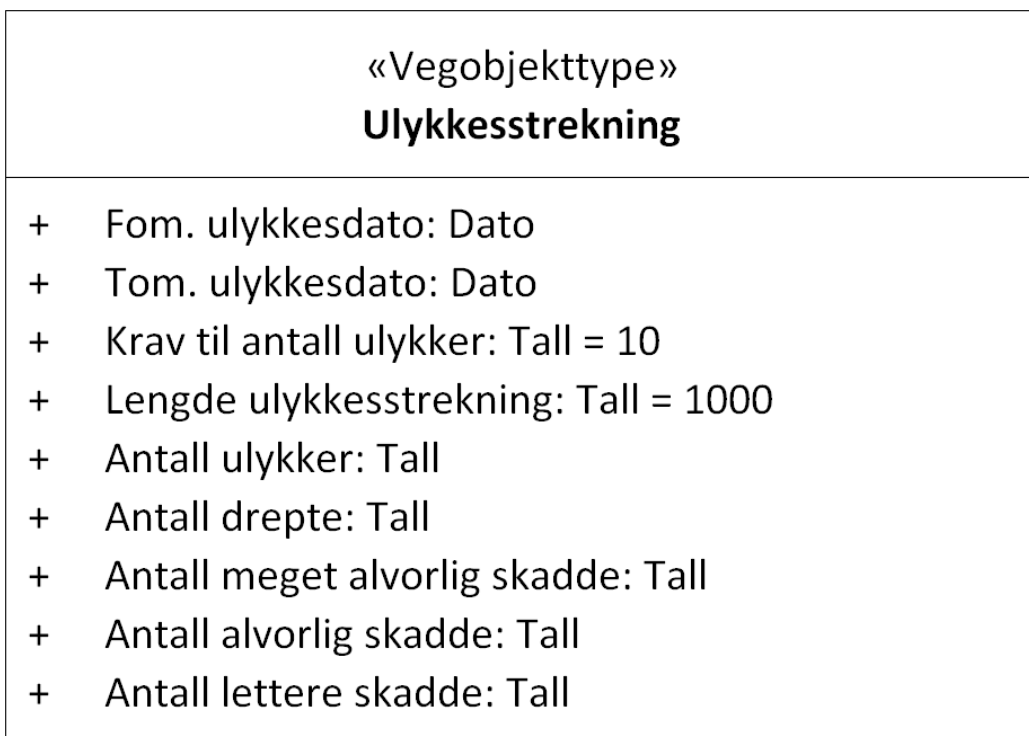 «Vegobjekttype»
Ulykkesstrekning
+ Fom. ulykkesdato: Dato
+ Tom. ulykkesdato: Dato
+ Krav til antall ulykker: Tall = 10
+ Lengde ulykkesstrekning: Tall = 1000
+ Antall ulykker: Tall
+ Antall drepte: Tall
+ Antall meget alvorlig skadde: Tall
+ Antall alvorlig skadde: Tall
+ Antall lettere skadde: Tall